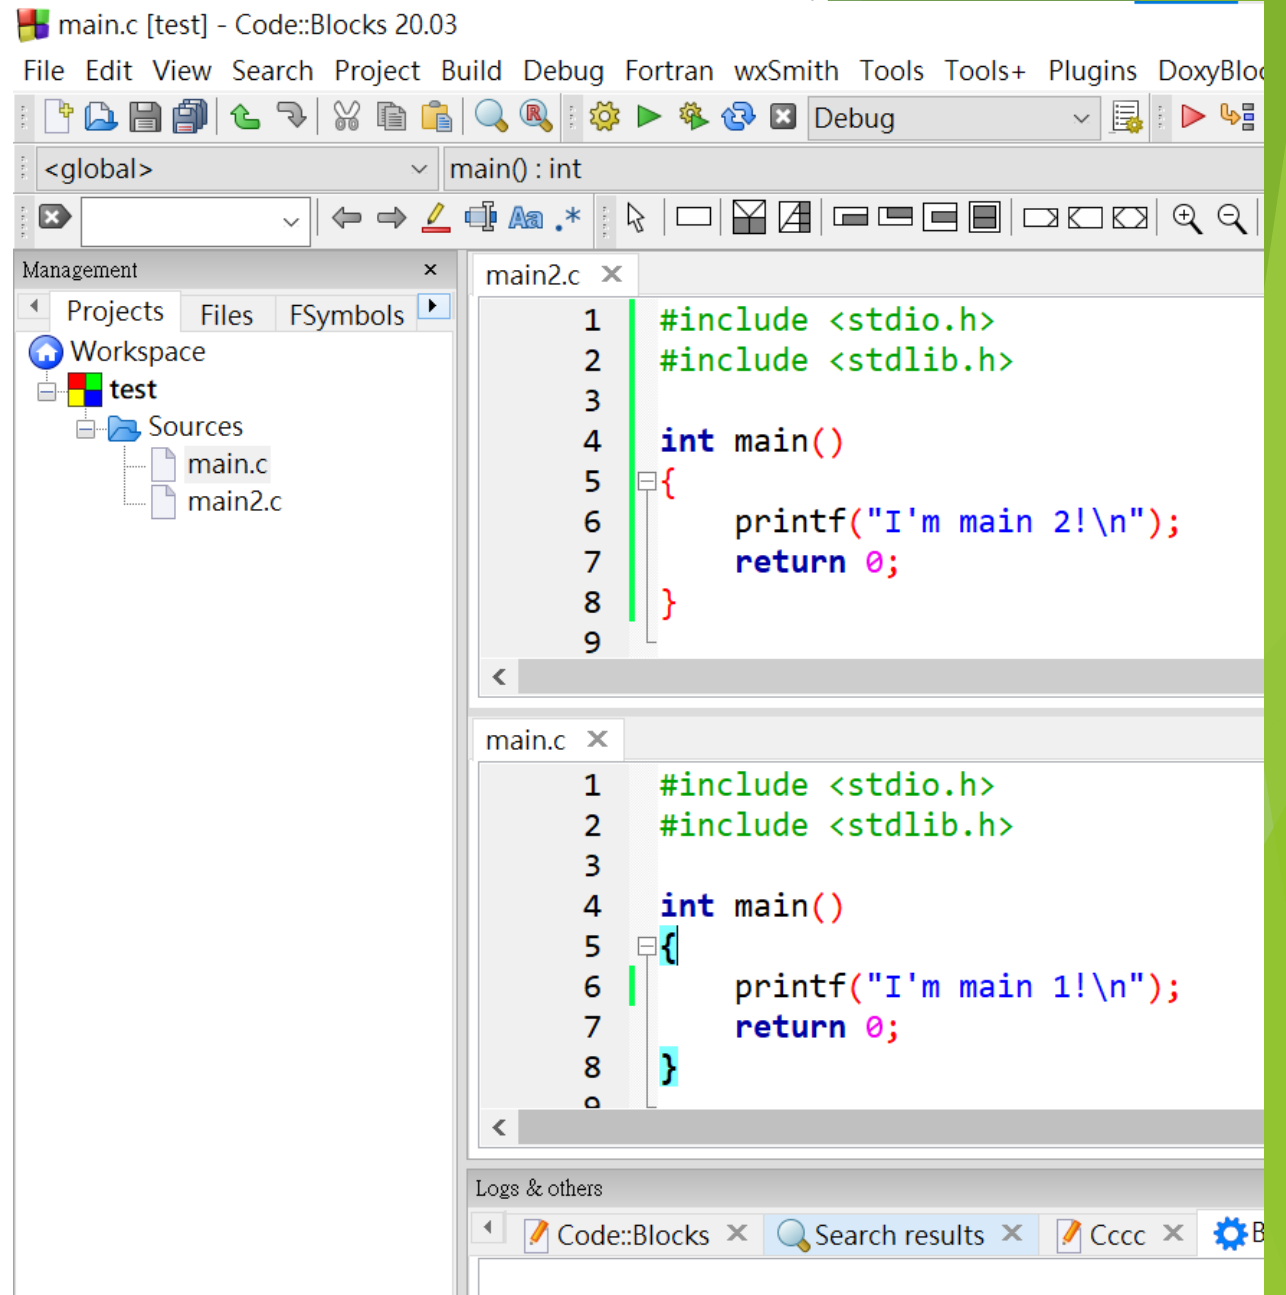 main.c [test] - Code::Blocks 20.03
File Edit View Search Project Build Debug Fortran wxSmith Tools Tools+ Plugins DoxyBloc
Debug
<global>
main() : int
Management
Projects Files FSymbols
Workspace
test
Sources
main.c
main2.c
main2.c
1 #include <stdio.h>
2 #include <stdlib.h>
3
4 int main()
5 {
6 printf("I'm main 2!\n");
7 return 0;
8 }
9
main.c
1 #include <stdio.h>
2 #include <stdlib.h>
3
4 int main()
5 {
6 printf("I'm main 1!\n");
7 return 0;
8 }
9
Logs & others
Code::Blocks Search results Cccc B